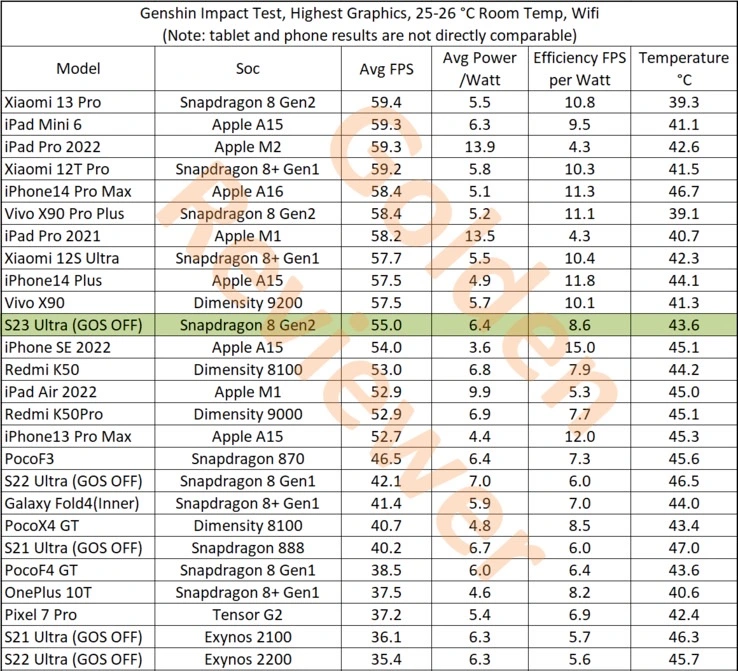 Genshin Impact Test, Highest Graphics, 25-26 °C Room Temp, Wifi
(Note: tablet and phone results are not directly comparable)
Model Soc Avg FPS Avg Power /Watt Efficiency FPS per Watt Temperature °C
Xiaomi 13 Pro Snapdragon 8 Gen2 59.4 5.5 10.8 39.3
iPad Mini 6 Apple A15 59.3 6.3 9.5 41.1
iPad Pro 2022 Apple M2 59.3 13.9 4.3 42.6
Xiaomi 12T Pro Snapdragon 8+ Gen1 59.2 5.8 10.3 41.5
iPhone14 Pro Max Apple A16 58.4 5.1 11.3 46.7
Vivo X90 Pro Plus Snapdragon 8 Gen2 58.4 5.2 11.1 39.1
iPad Pro 2021 Apple M1 58.2 13.5 4.3 40.7
Xiaomi 12S Ultra Snapdragon 8+ Gen1 57.7 5.5 10.4 42.3
iPhone14 Plus Apple A15 57.5 4.9 11.8 44.1
Vivo X90 Dimensity 9200 57.5 5.7 10.1 41.3
S23 Ultra (GOS OFF) Snapdragon 8 Gen2 55.0 6.4 8.6 43.6
iPhone SE 2022 Apple A15 54.0 3.6 15.0 45.1
Redmi K50 Dimensity 8100 53.0 6.8 7.9 44.2
iPad Air 2022 Apple M1 52.9 9.9 5.3 45.0
Redmi K50Pro Dimensity 9000 52.9 6.9 7.7 45.1
iPhone13 Pro Max Apple A15 52.7 4.4 12.0 45.3
PocoF3 Snapdragon 870 46.5 6.4 7.3 45.6
S22 Ultra (GOS OFF) Snapdragon 8 Gen1 42.1 7.0 6.0 46.5
Galaxy Fold4(Inner) Snapdragon 8+ Gen1 41.4 5.9 7.0 44.0
PocoX4 GT Dimensity 8100 40.7 4.8 8.5 43.4
S21 Ultra (GOS OFF) Snapdragon 888 40.2 6.7 6.0 47.0
PocoF4 GT Snapdragon 8 Gen1 38.5 6.0 6.4 43.6
OnePlus 10T Snapdragon 8+ Gen1 37.5 4.6 8.2 40.6
Pixel 7 Pro Tensor G2 37.2 5.4 6.9 42.4
S21 Ultra (GOS OFF) Exynos 2100 36.1 6.3 5.7 46.3
S22 Ultra (GOS OFF) Exynos 2200 35.4 6.3 5.6 45.7
Golden
Reviewer